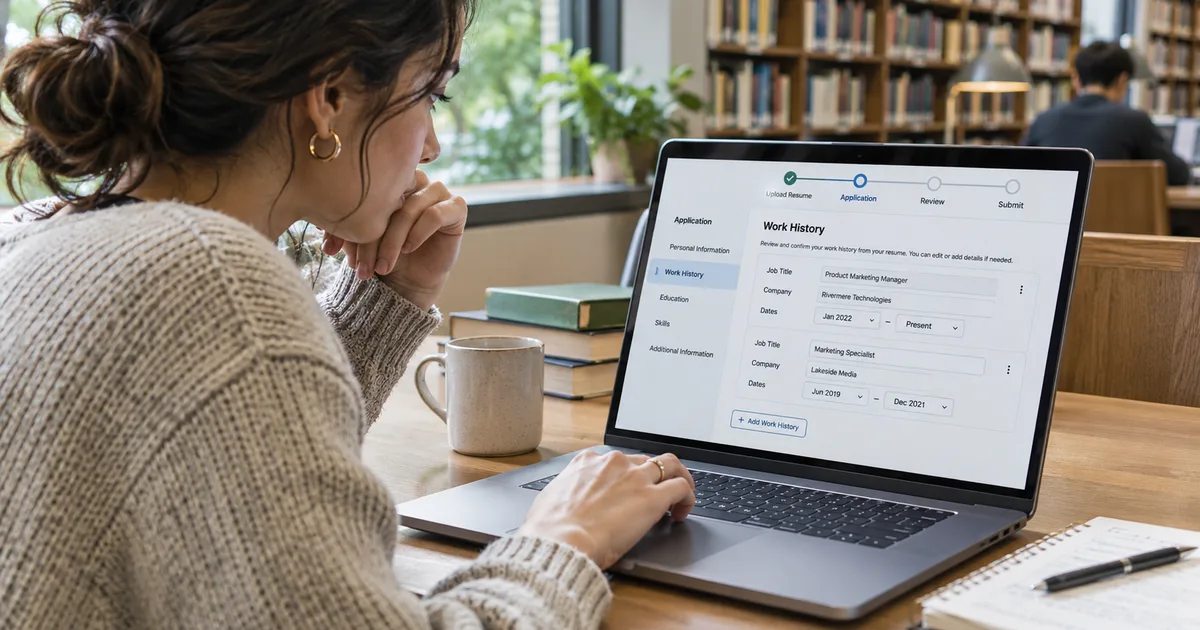 Upload Resume
Application
Review
Submit
Application
Personal Information
Work History
Education
Skills
Additional Information
Work History
Review and confirm your work history from your resume. You can edit or add details if needed.
Job Title
Product Marketing Manager
Company
Rivermere Technologies
Dates
Jan 2022
–
Present
Job Title
Marketing Specialist
Company
Lakeside Media
Dates
Jun 2019
–
Dec 2021
+ Add Work History